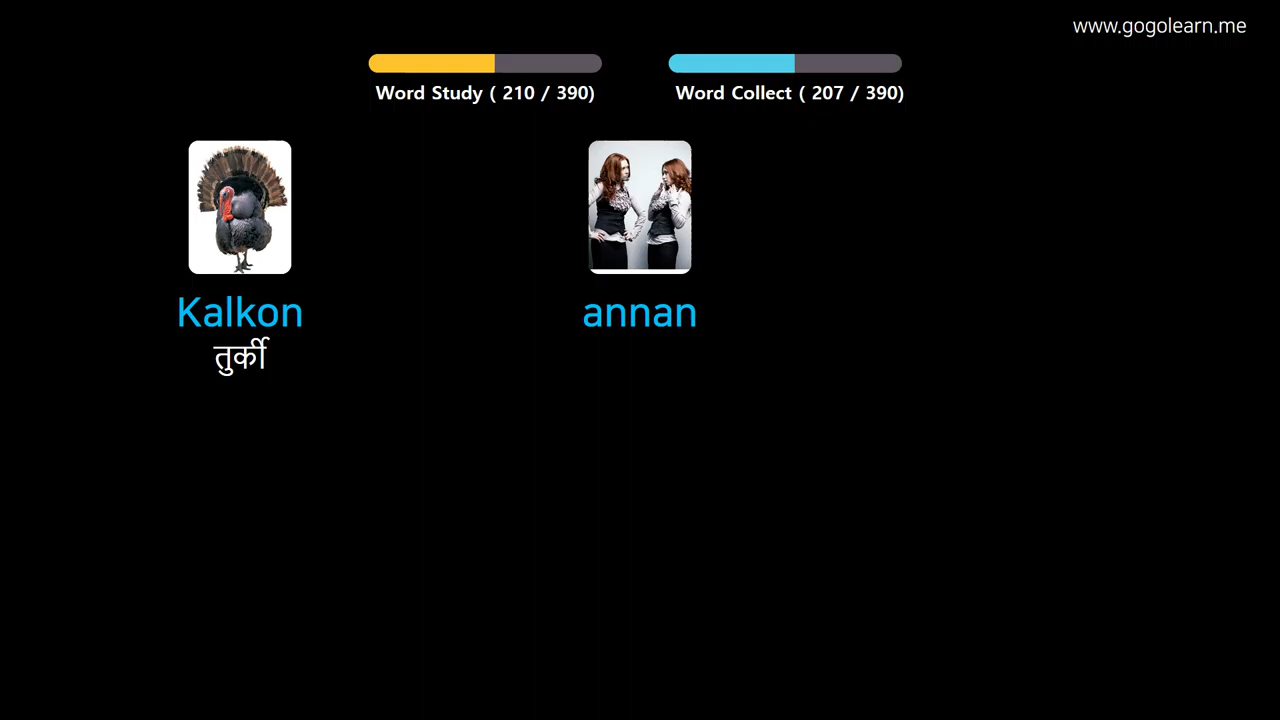 www.gogolearn.me
Word Study ( 210 / 390)
Word Collect ( 207 / 390)
Kalkon
तुर्की
annan